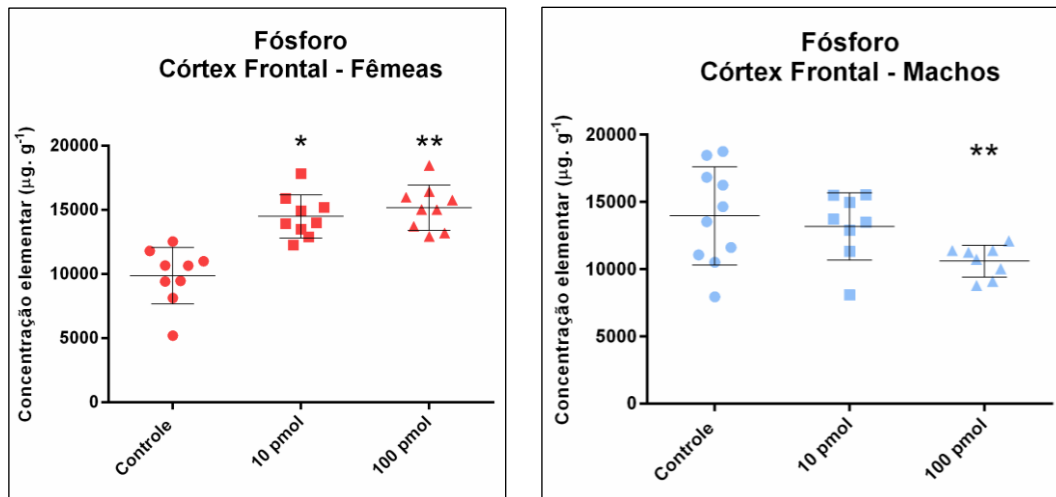 Fósforo
Córtex Frontal - Fêmeas
Concentração elementar (μg. g-1)
20000
15000
10000
5000
0
*
**
Controle
10 pmol
100 pmol
Fósforo
Córtex Frontal - Machos
Concentração elementar (μg. g-1)
20000
15000
10000
5000
0
**
Controle
10 pmol
100 pmol